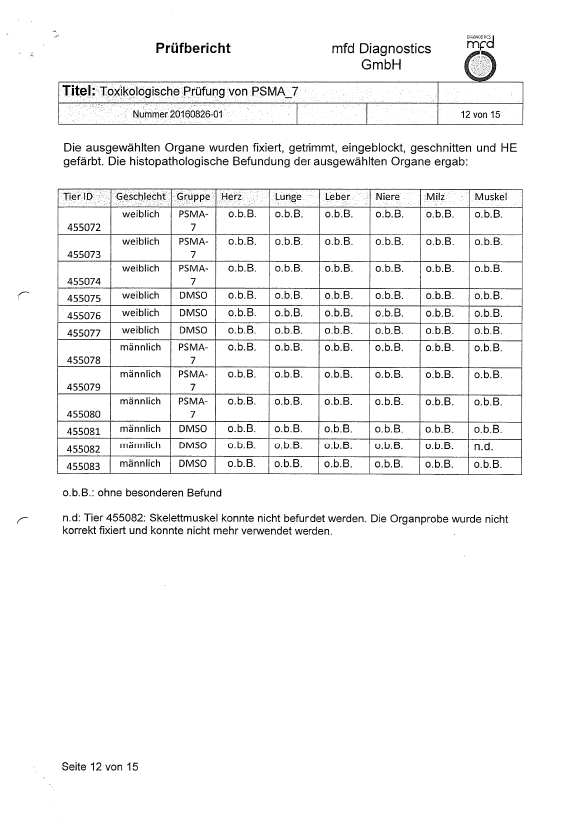 Prüfbericht
mfd Diagnostics
GmbH
DIAGNOSTICS
mfd
Titel: Toxikologische Prüfung von PSMA_7
Nummer 20160826-01 12 von 15
Die ausgewählten Organe wurden fixiert, getrimmt, eingeblockt, geschnitten und HE
gefärbt. Die histopathologische Befundung der ausgewählten Organe ergab:
Tier ID Geschlecht Gruppe Herz Lunge Leber Niere Milz Muskel
455072 weiblich PSMA-7 o.b.B. o.b.B. o.b.B. o.b.B. o.b.B. o.b.B.
455073 weiblich PSMA-7 o.b.B. o.b.B. o.b.B. o.b.B. o.b.B. o.b.B.
455074 weiblich PSMA-7 o.b.B. o.b.B. o.b.B. o.b.B. o.b.B. o.b.B.
455075 weiblich DMSO o.b.B. o.b.B. o.b.B. o.b.B. o.b.B. o.b.B.
455076 weiblich DMSO o.b.B. o.b.B. o.b.B. o.b.B. o.b.B. o.b.B.
455077 weiblich DMSO o.b.B. o.b.B. o.b.B. o.b.B. o.b.B. o.b.B.
455078 männlich PSMA-7 o.b.B. o.b.B. o.b.B. o.b.B. o.b.B. o.b.B.
455079 männlich PSMA-7 o.b.B. o.b.B. o.b.B. o.b.B. o.b.B. o.b.B.
455080 männlich PSMA-7 o.b.B. o.b.B. o.b.B. o.b.B. o.b.B. o.b.B.
455081 männlich DMSO o.b.B. o.b.B. o.b.B. o.b.B. o.b.B. o.b.B.
455082 männlich DMSO o.b.B. o.b.B. o.b.B. o.b.B. o.b.B. n.d.
455083 männlich DMSO o.b.B. o.b.B. o.b.B. o.b.B. o.b.B. o.b.B.
o.b.B.: ohne besonderen Befund
n.d: Tier 455082: Skelettmuskel konnte nicht befundet werden. Die Organprobe wurde nicht
korrekt fixiert und konnte nicht mehr verwendet werden.
Seite 12 von 15